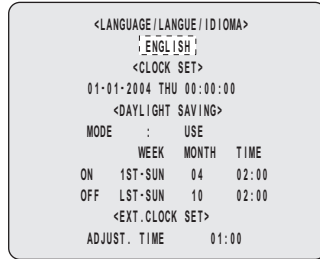 <LANGUAGE/LANGUE/IDIOMA>
ENGLISH
<CLOCK SET>
01-01-2004 THU 00:00:00
<DAYLIGHT SAVING>
MODE : USE
WEEK MONTH TIME
ON 1ST-SUN 04 02:00
OFF LST-SUN 10 02:00
<EXT.CLOCK SET>
ADJUST. TIME 01:00